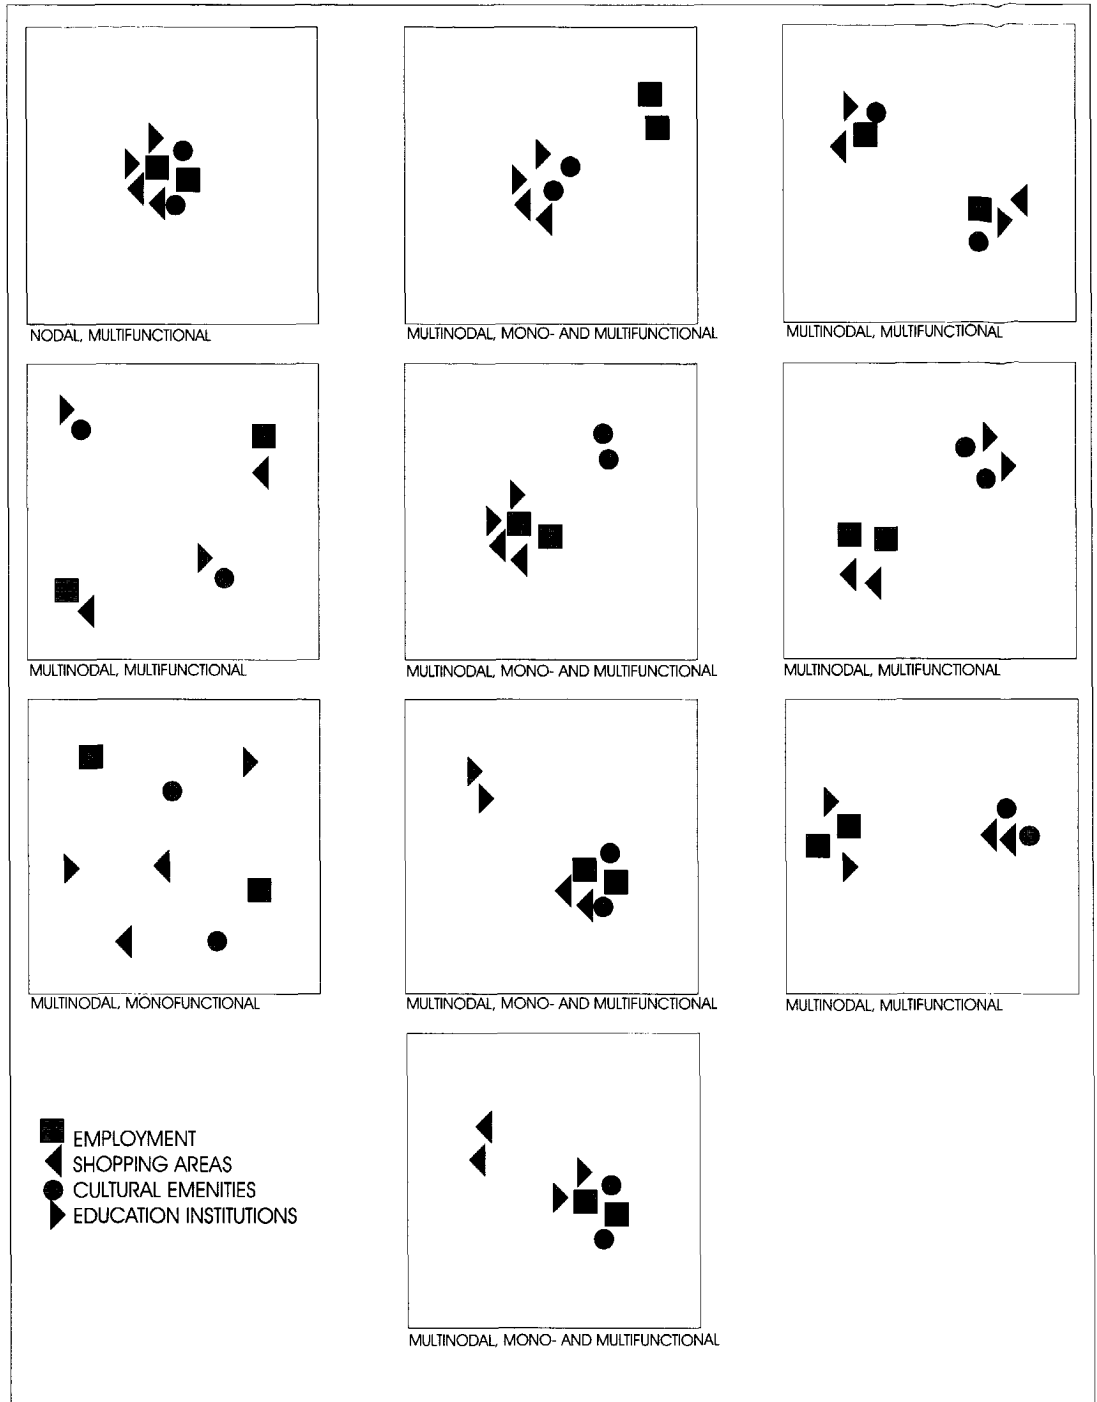 NODAL, MULTIFUNCTIONAL
MULTINODAL, MONO- AND MULTIFUNCTIONAL
MULTINODAL, MULTIFUNCTIONAL
MULTINODAL, MULTIFUNCTIONAL
MULTINODAL, MONO- AND MULTIFUNCTIONAL
MULTINODAL, MULTIFUNCTIONAL
MULTINODAL, MONOFUNCTIONAL
MULTINODAL, MONO- AND MULTIFUNCTIONAL
MULTINODAL, MULTIFUNCTIONAL
EMPLOYMENT
SHOPPING AREAS
CULTURAL EMENITIES
EDUCATION INSTITUTIONS
MULTINODAL, MONO- AND MULTIFUNCTIONAL